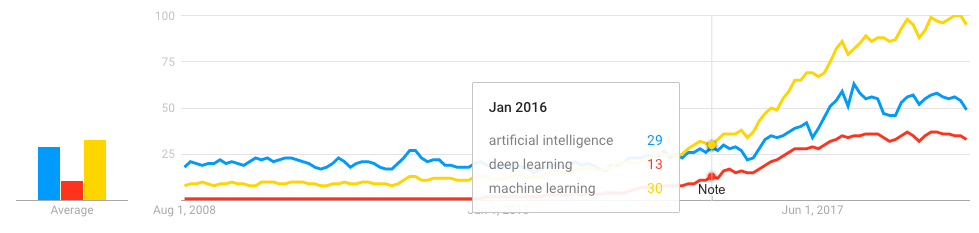 100
75
50
25
Jan 2016
artificial intelligence 29
deep learning 13
machine learning 30
Note
Average
Aug 1, 2008
Jun 1, 2017